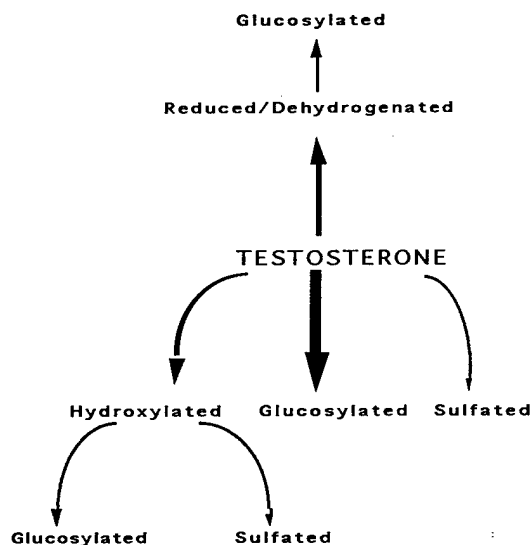 Glucosylated
Reduced/Dehydrogenated
TESTOSTERONE
Hydroxylated Glucosylated Sulfated
Glucosylated Sulfated